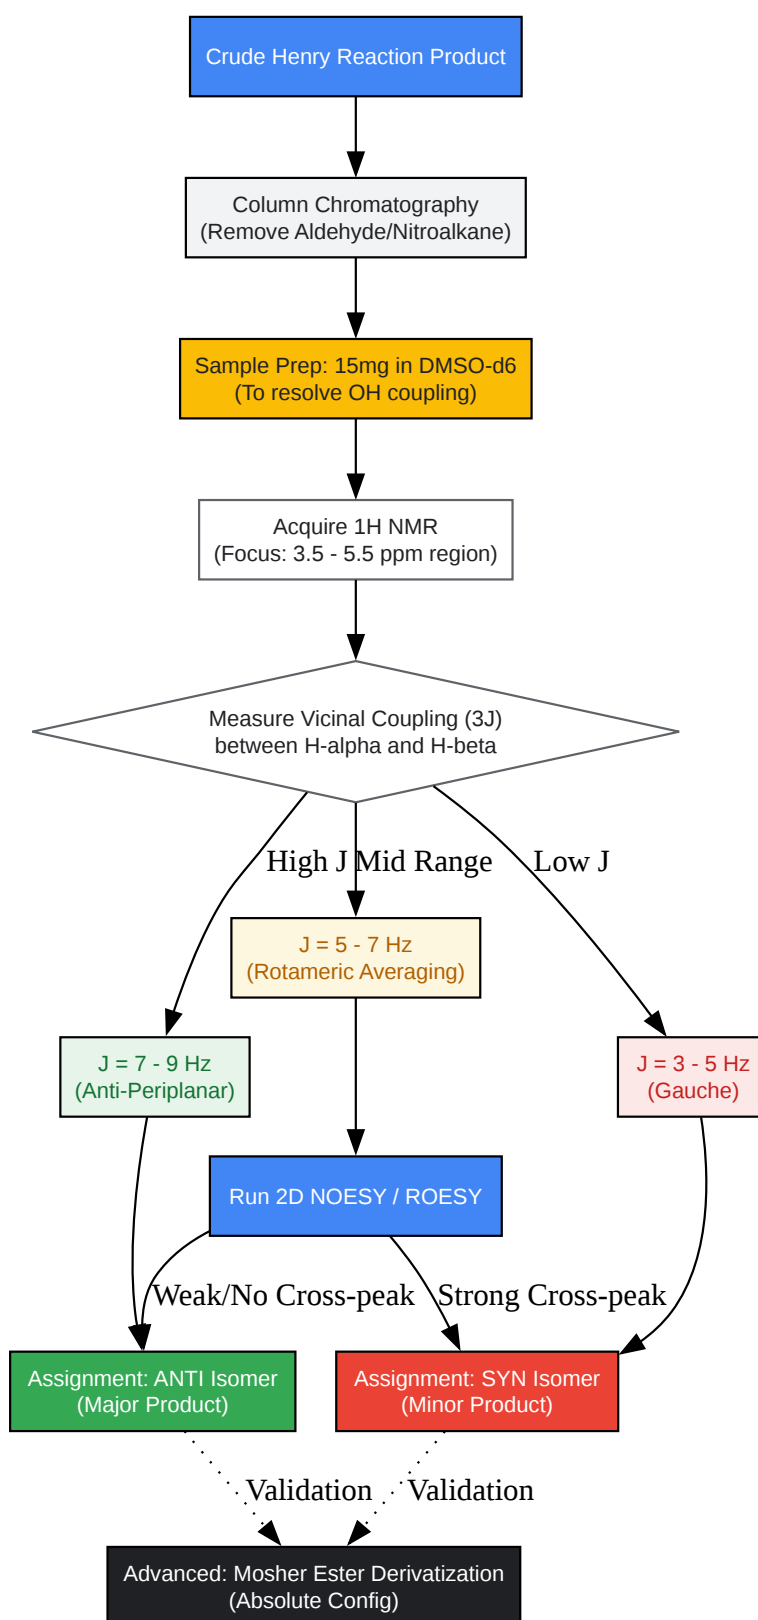 Crude Henry Reaction Product
Column Chromatography
(Remove Aldehyde/Nitroalkane)
Sample Prep: 15mg in DMSO-d6
(To resolve OH coupling)
Acquire 1H NMR
(Focus: 3.5 - 5.5 ppm region)
Measure Vicinal Coupling (3J)
between H-alpha and H-beta
High J
Mid Range
Low J
J = 5 - 7 Hz
(Rotameric Averaging)
J = 7 - 9 Hz
(Anti-Periplanar)
J = 3 - 5 Hz
(Gauche)
Run 2D NOESY / ROESY
Weak/No Cross-peak
Strong Cross-peak
Assignment: ANTI Isomer
(Major Product)
Assignment: SYN Isomer
(Minor Product)
Validation
Validation
Advanced: Mosher Ester Derivatization
(Absolute Config)